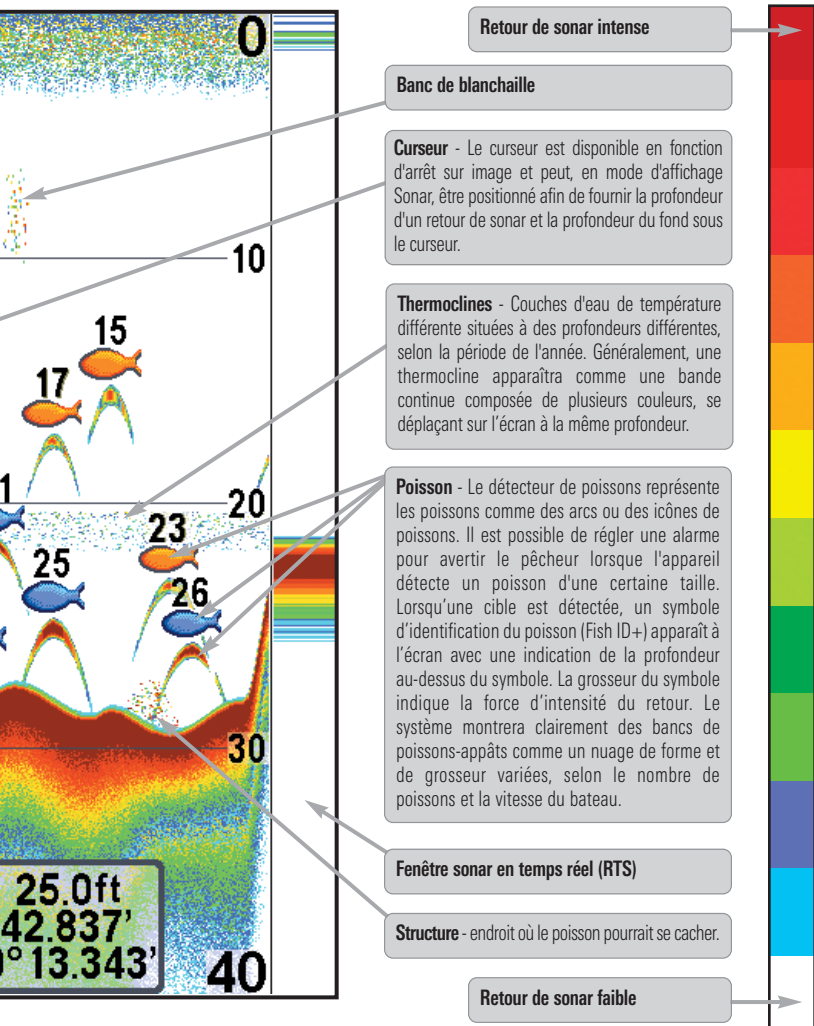 0
10
15
17
1
20
23
25
26
30
25.0ft
42.837’
° 13.343’
40
Retour de sonar intense
Banc de blanchaille
Curseur - Le curseur est disponible en fonction
d'arrêt sur image et peut, en mode d'affichage
Sonar, être positionné afin de fournir la profondeur
d'un retour de sonar et la profondeur du fond sous
le curseur.
Thermoclines - Couches d'eau de température
différente situées à des profondeurs différentes,
selon la période de l'année. Généralement, une
thermocline apparaîtra comme une bande
continue composée de plusieurs couleurs, se
déplaçant sur l’écran à la même profondeur.
Poisson - Le détecteur de poissons représente
les poissons comme des arcs ou des icônes de
poissons. Il est possible de régler une alarme
pour avertir le pêcheur lorsque l'appareil
détecte un poisson d'une certaine taille.
Lorsqu’une cible est détectée, un symbole
d’identification du poisson (Fish ID+) apparaît à
l’écran avec une indication de la profondeur
au-dessus du symbole. La grosseur du symbole
indique la force d’intensité du retour. Le
système montrera clairement des bancs de
poissons-appâts comme un nuage de forme et
de grosseur variées, selon le nombre de
poissons et la vitesse du bateau.
Fenêtre sonar en temps réel (RTS)
Structure - endroit où le poisson pourrait se cacher.
Retour de sonar faible